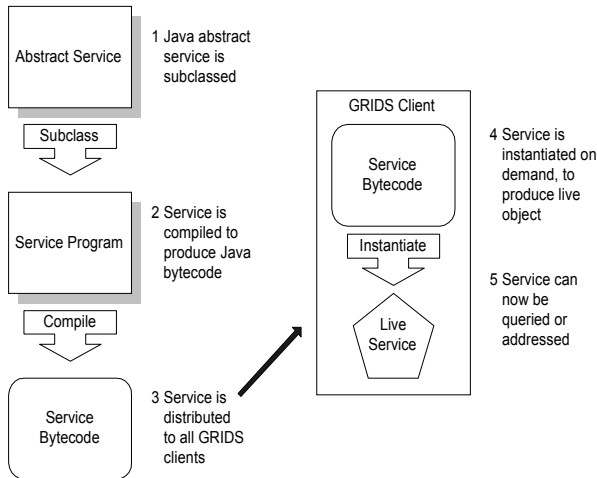 Abstract Service
1 Java abstract
service is
subclassed
Subclass
Service Program
2 Service is
compiled to
produce Java
bytecode
Compile
Service
Bytecode
3 Service is
distributed
to all GRIDS
clients
GRIDS Client
Service
Bytecode
4 Service is
instantiated on
demand, to
produce live
object
Instantiate
Live
Service
5 Service can
now be
queried or
addressed